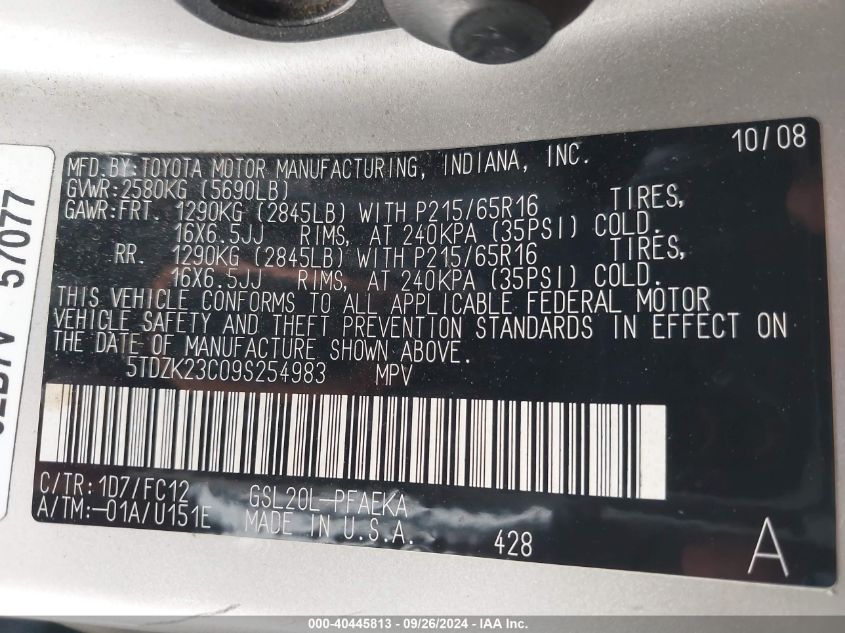 MFD. BY: TOYOTA MOTOR MANUFACTURING, INDIANA, INC. 10/08
GVWR: 2580KG (5690LB)
GAWR: FRT. 1290KG (2845LB) WITH P215/65R16 TIRES,
16X6.5JJ RIMS, AT 240KPA (35PSI) COLD.
RR. 1290KG (2845LB) WITH P215/65R16 TIRES,
16X6.5JJ RIMS, AT 240KPA (35PSI) COLD.
THIS VEHICLE CONFORMS TO ALL APPLICABLE FEDERAL MOTOR
VEHICLE SAFETY AND THEFT PREVENTION STANDARDS IN EFFECT ON
THE DATE OF MANUFACTURE SHOWN ABOVE.
5TDZK23C09S254983 MPV
C/TR: 1D7/FC12 GSL20L-PFAEKA
A/TM:-01A/U151E MADE IN U.S.A.
428 A
57077
000-40445813 - 09/26/2024 - IAA Inc.